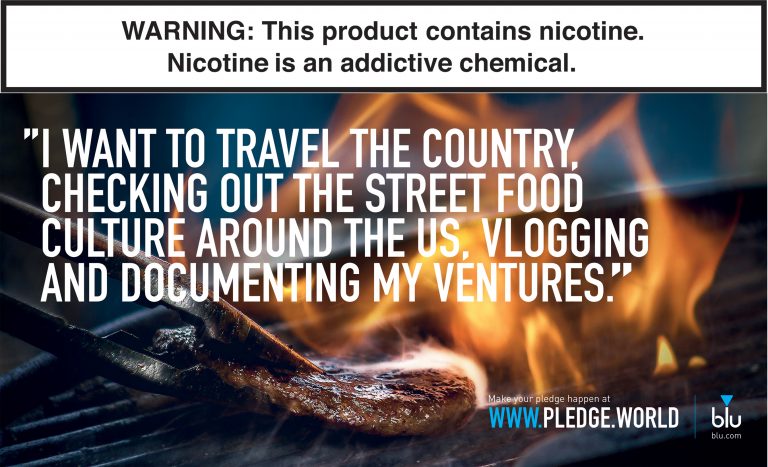 WARNING: This product contains nicotine.
Nicotine is an addictive chemical.
"I WANT TO TRAVEL THE COUNTRY,
CHECKING OUT THE STREET FOOD
CULTURE AROUND THE US, VLOGGING
AND DOCUMENTING MY VENTURES."
Make your pledge happen at
WWW.PLEDGE.WORLD
blu
blu.com